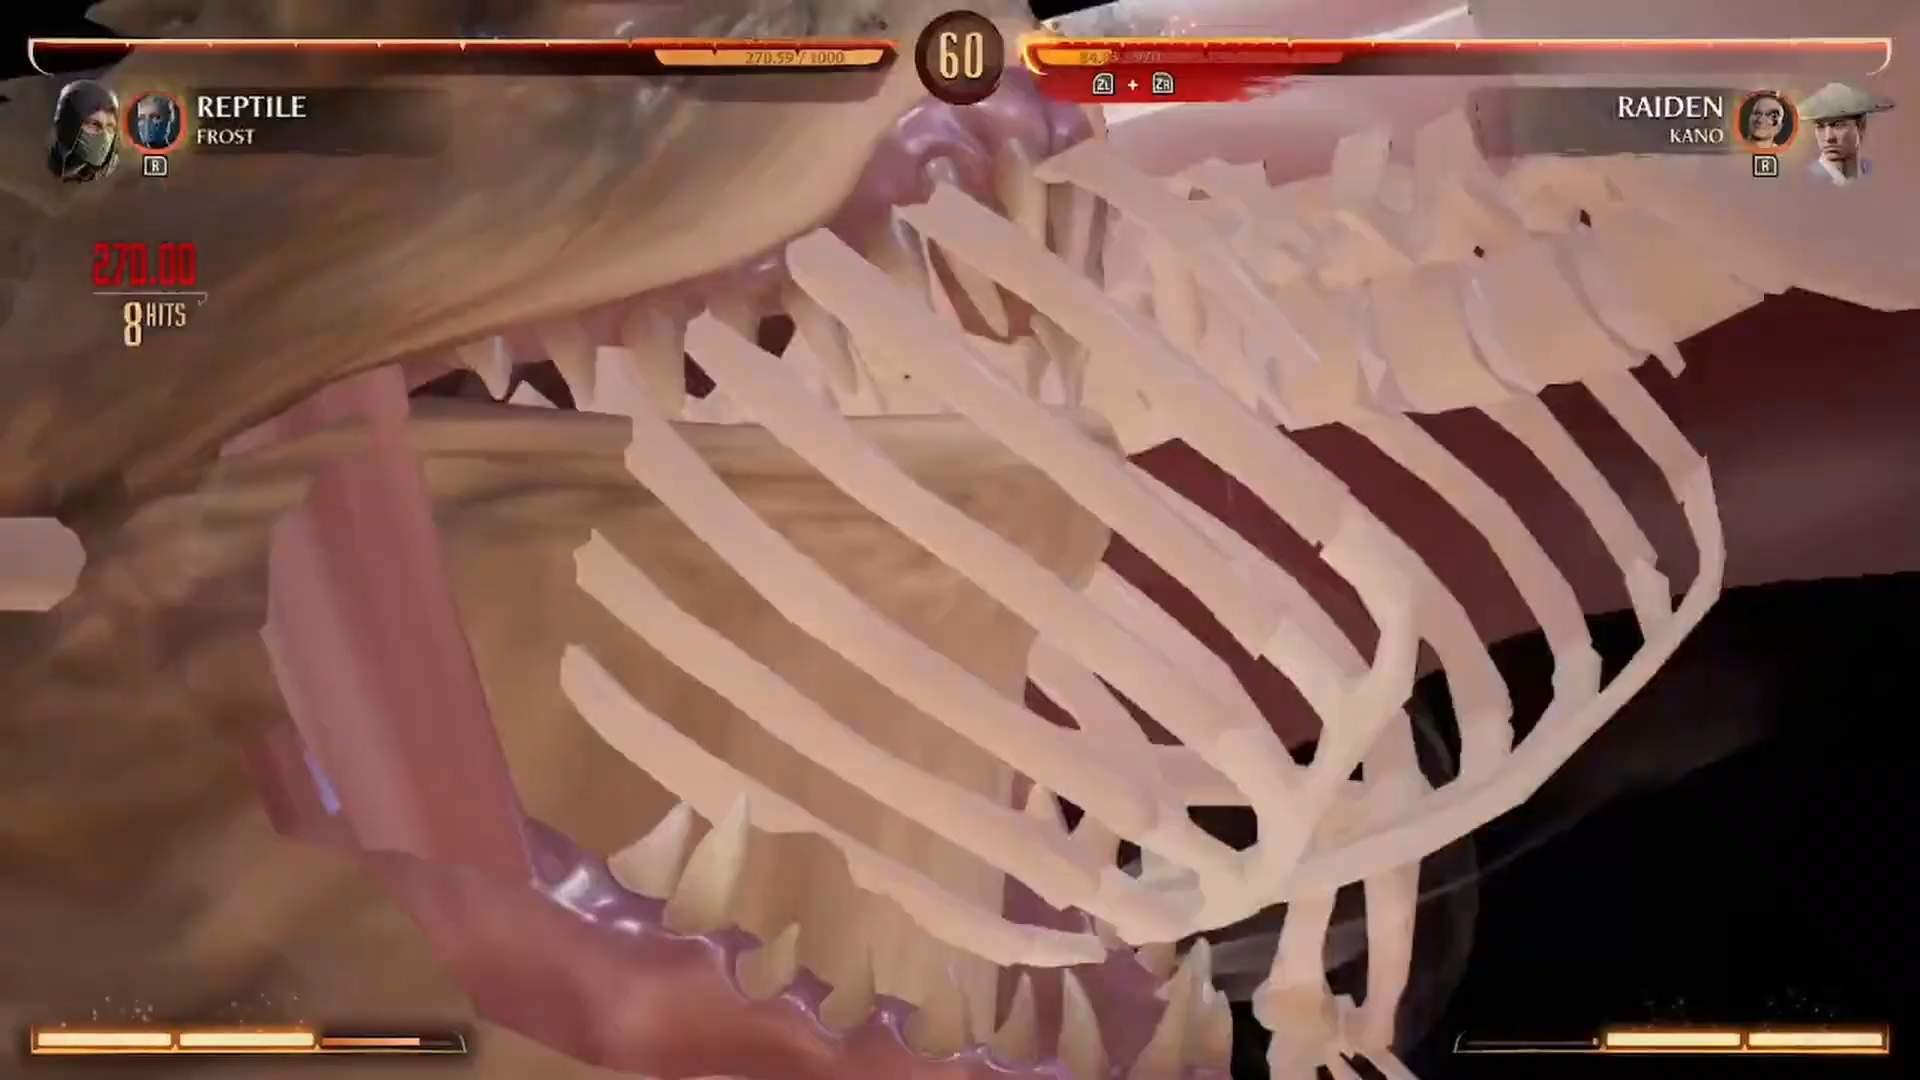 60
270.59 / 1000
ZL + ZR
REPTILE
FROST
R
RAIDEN
KANO
R
270.00
8 HITS